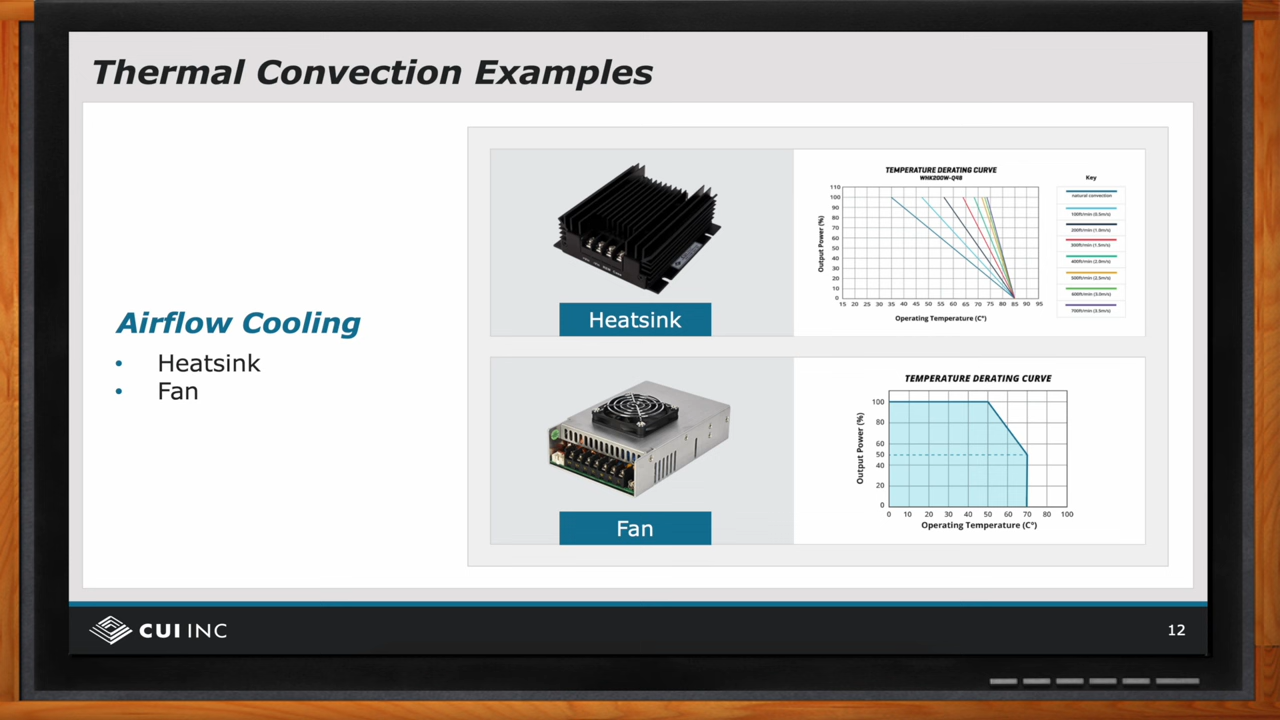 Thermal Convection Examples
Airflow Cooling
• Heatsink
• Fan
Heatsink
TEMPERATURE DERATING CURVE
WHK200W-Q48
Output Power (%)
110
100
90
80
70
60
50
40
30
20
10
0
15 20 25 30 35 40 45 50 55 60 65 70 75 80 85 90 95
Operating Temperature (C°)
Key
natural convection
100ft/min (0.5m/s)
200ft/min (1.0m/s)
300ft/min (1.5m/s)
400ft/min (2.0m/s)
500ft/min (2.5m/s)
600ft/min (3.0m/s)
700ft/min (3.5m/s)
Fan
TEMPERATURE DERATING CURVE
Output Power (%)
100
80
60
50
40
20
0
0 10 20 30 40 50 60 70 80 100
Operating Temperature (C°)
CUI INC
12